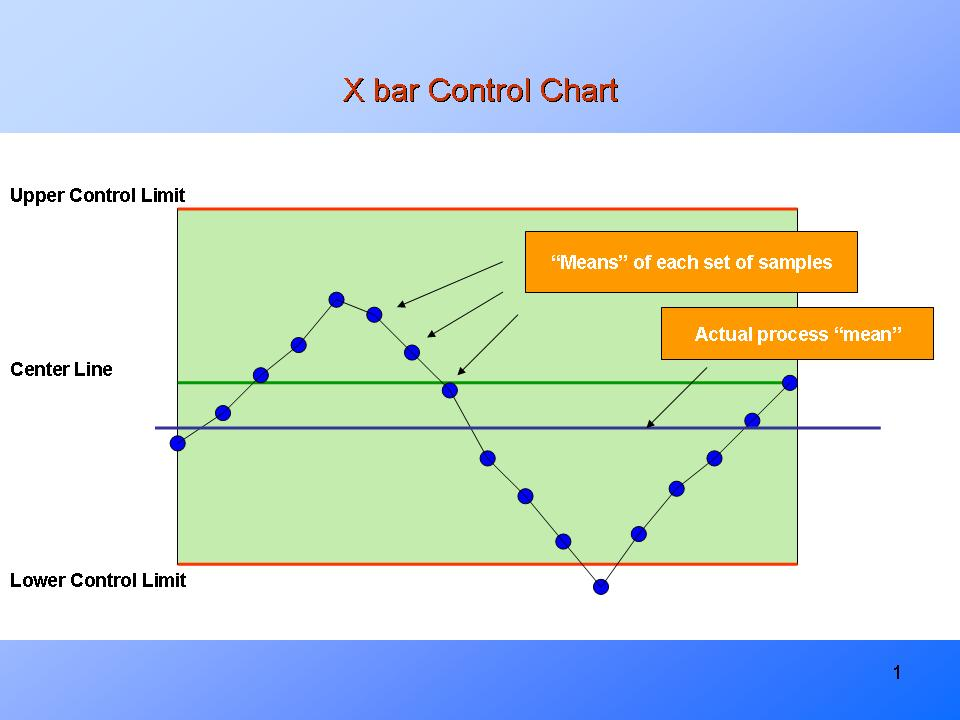 X bar Control Chart
Upper Control Limit
“Means” of each set of samples
Actual process “mean”
Center Line
Lower Control Limit
1